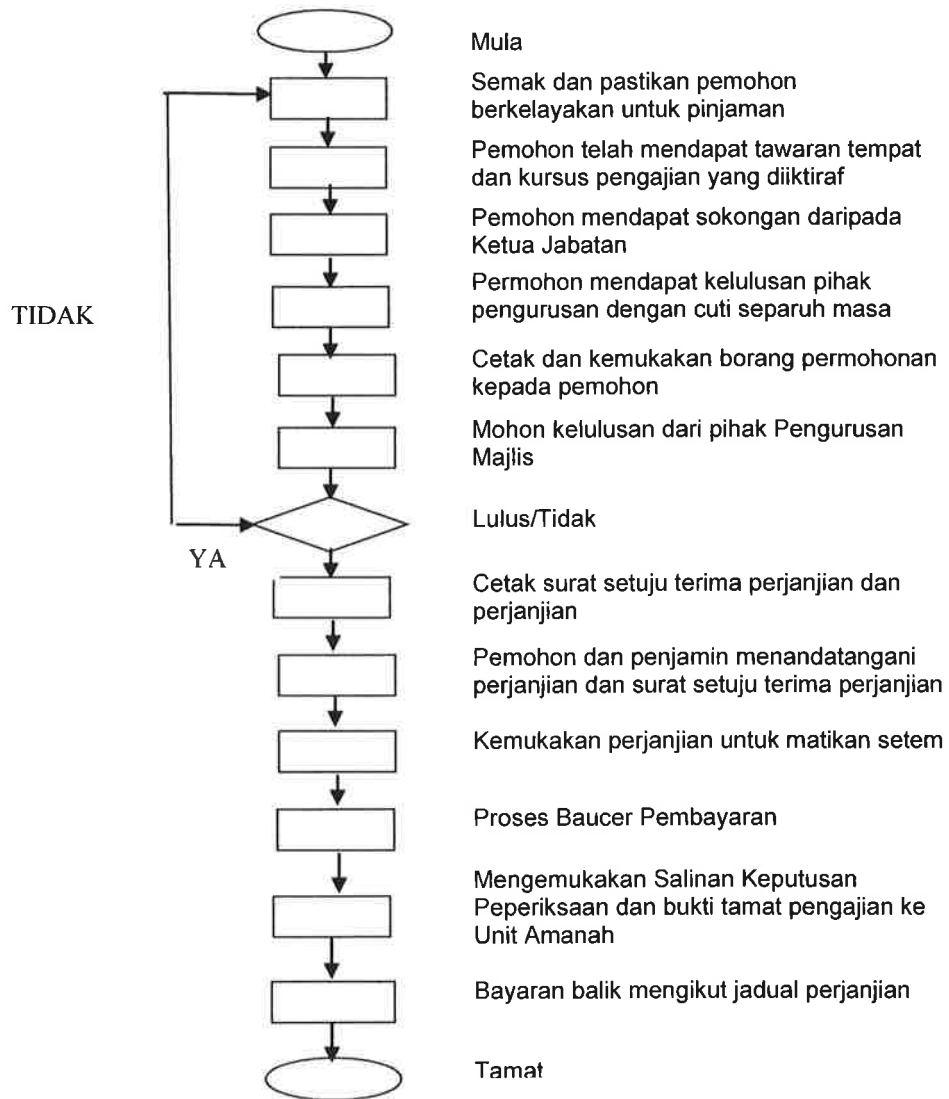 Mula
Semak dan pastikan pemohon
berkelayakan untuk pinjaman
Pemohon telah mendapat tawaran tempat
dan kursus pengajian yang diiktiraf
Pemohon mendapat sokongan daripada
Ketua Jabatan
Permohon mendapat kelulusan pihak
pengurusan dengan cuti separuh masa
TIDAK
Cetak dan kemukakan borang permohonan
kepada pemohon
Mohon kelulusan dari pihak Pengurusan
Majlis
Lulus/Tidak
YA
Cetak surat setuju terima perjanjian dan
perjanjian
Pemohon dan penjamin menandatangani
perjanjian dan surat setuju terima perjanjian
Kemukakan perjanjian untuk matikan setem
Proses Baucer Pembayaran
Mengemukakan Salinan Keputusan
Peperiksaan dan bukti tamat pengajian ke
Unit Amanah
Bayaran balik mengikut jadual perjanjian
Tamat